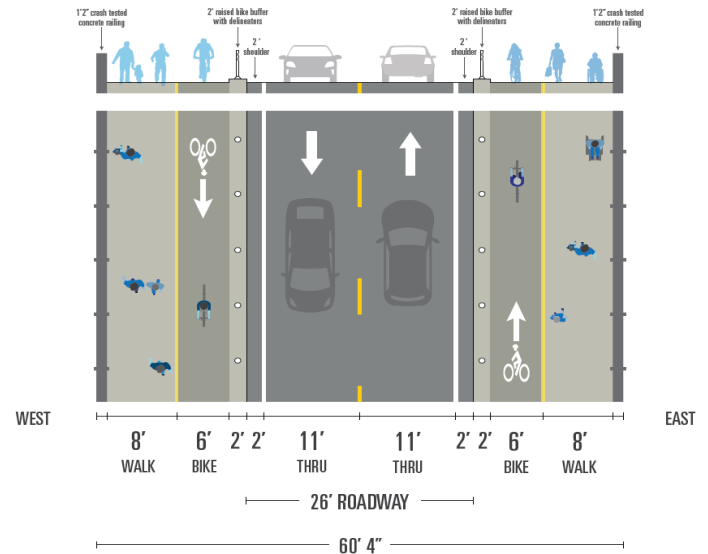 1'2" crash tested
concrete railing
2' raised bike buffer
with delineaters
2 '
shoulder
2 '
shoulder
2' raised bike buffer
with delineaters
1'2" crash tested
concrete railing
WEST
EAST
8' 6' 2' 2' 11' 11' 2' 2' 6' 8'
WALK BIKE THRU THRU BIKE WALK
26' ROADWAY
60' 4"